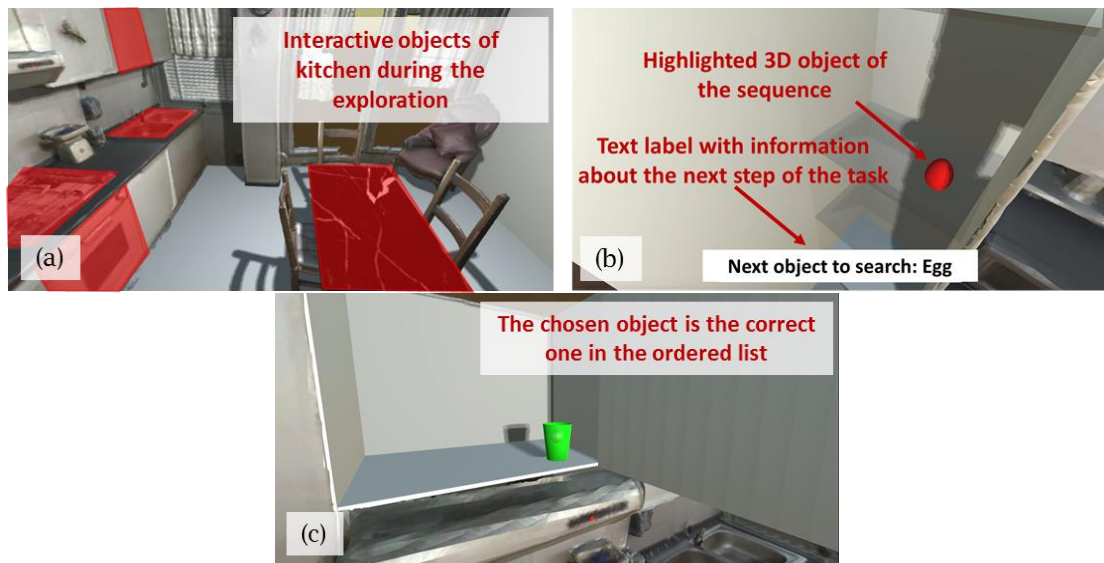 Interactive objects of
kitchen during the
exploration
(a)
Highlighted 3D object of
the sequence
Text label with information
about the next step of the task
Next object to search: Egg
(b)
The chosen object is the correct
one in the ordered list
(c)